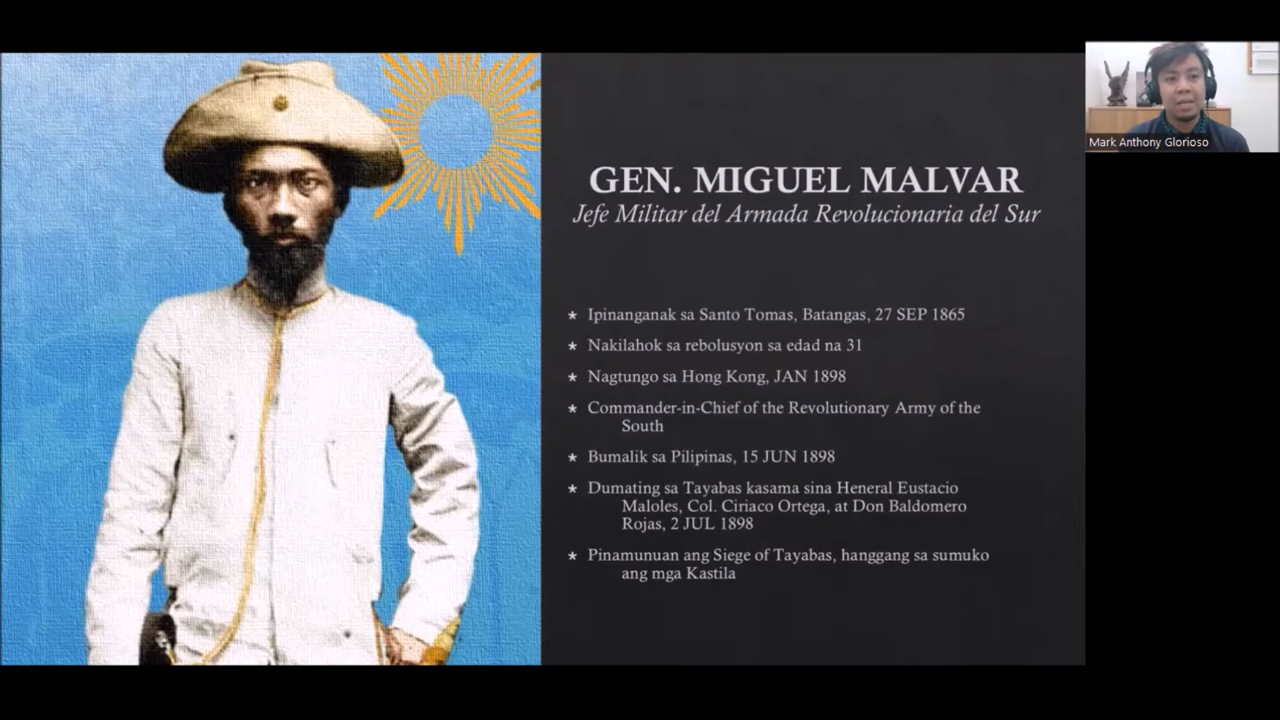 GEN. MIGUEL MALVAR
Jefe Militar del Armada Revolucionaria del Sur
* Ipinanganak sa Santo Tomas, Batangas, 27 SEP 1865
* Nakilahok sa rebolusyon sa edad na 31
* Nagtungo sa Hong Kong, JAN 1898
* Commander-in-Chief of the Revolutionary Army of the
South
* Bumalik sa Pilipinas, 15 JUN 1898
* Dumating sa Tayabas kasama sina Heneral Eustacio
Maloles, Col. Ciriaco Ortega, at Don Baldomero
Rojas, 2 JUL 1898
* Pinamunuan ang Siege of Tayabas, hanggang sa sumuko
ang mga Kastila
Mark Anthony Glorioso